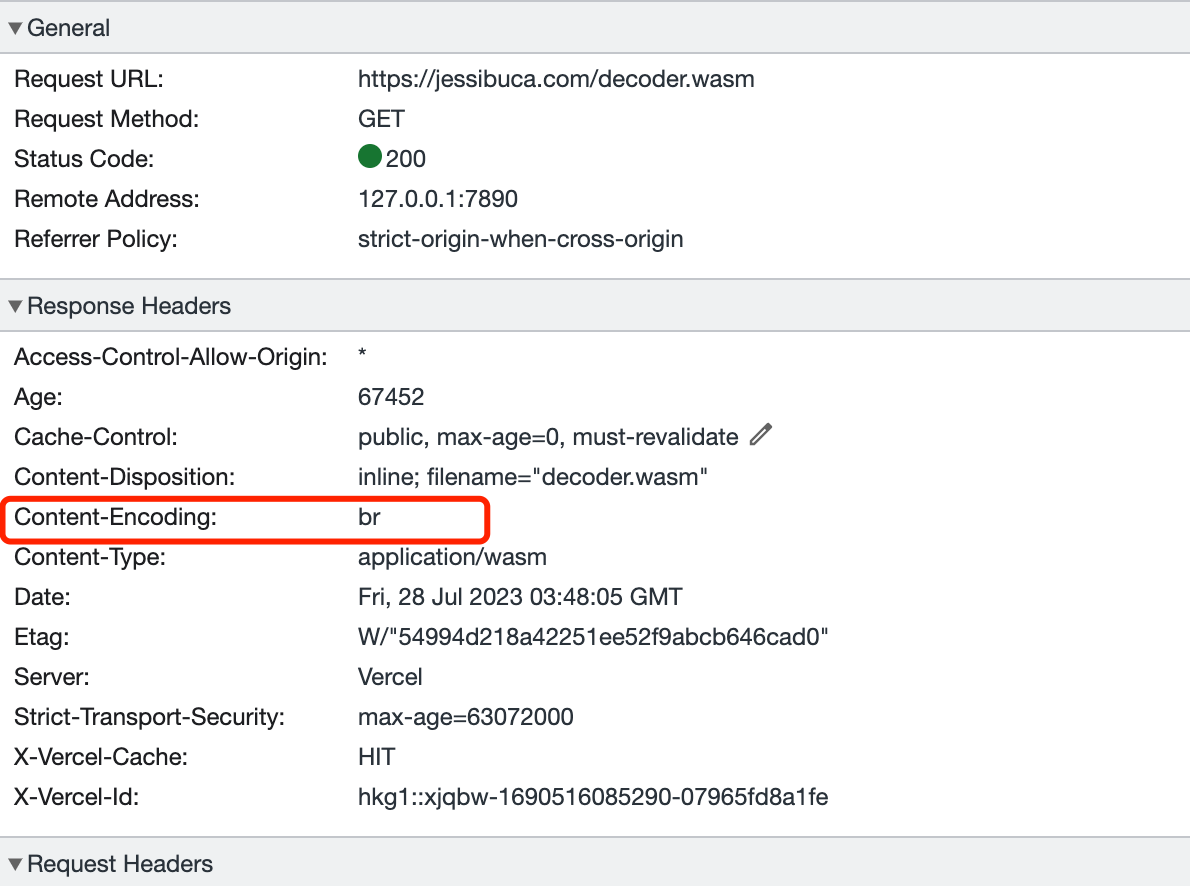 General
Request URL: https://jessibuca.com/decoder.wasm
Request Method: GET
Status Code: 200
Remote Address: 127.0.0.1:7890
Referrer Policy: strict-origin-when-cross-origin
Response Headers
Access-Control-Allow-Origin: *
Age: 67452
Cache-Control: public, max-age=0, must-revalidate
Content-Disposition: inline; filename="decoder.wasm"
Content-Encoding: br
Content-Type: application/wasm
Date: Fri, 28 Jul 2023 03:48:05 GMT
Etag: W/"54994d218a42251ee52f9abcb646cad0"
Server: Vercel
Strict-Transport-Security: max-age=63072000
X-Vercel-Cache: HIT
X-Vercel-Id: hkg1::xjqbw-1690516085290-07965fd8a1fe
Request Headers